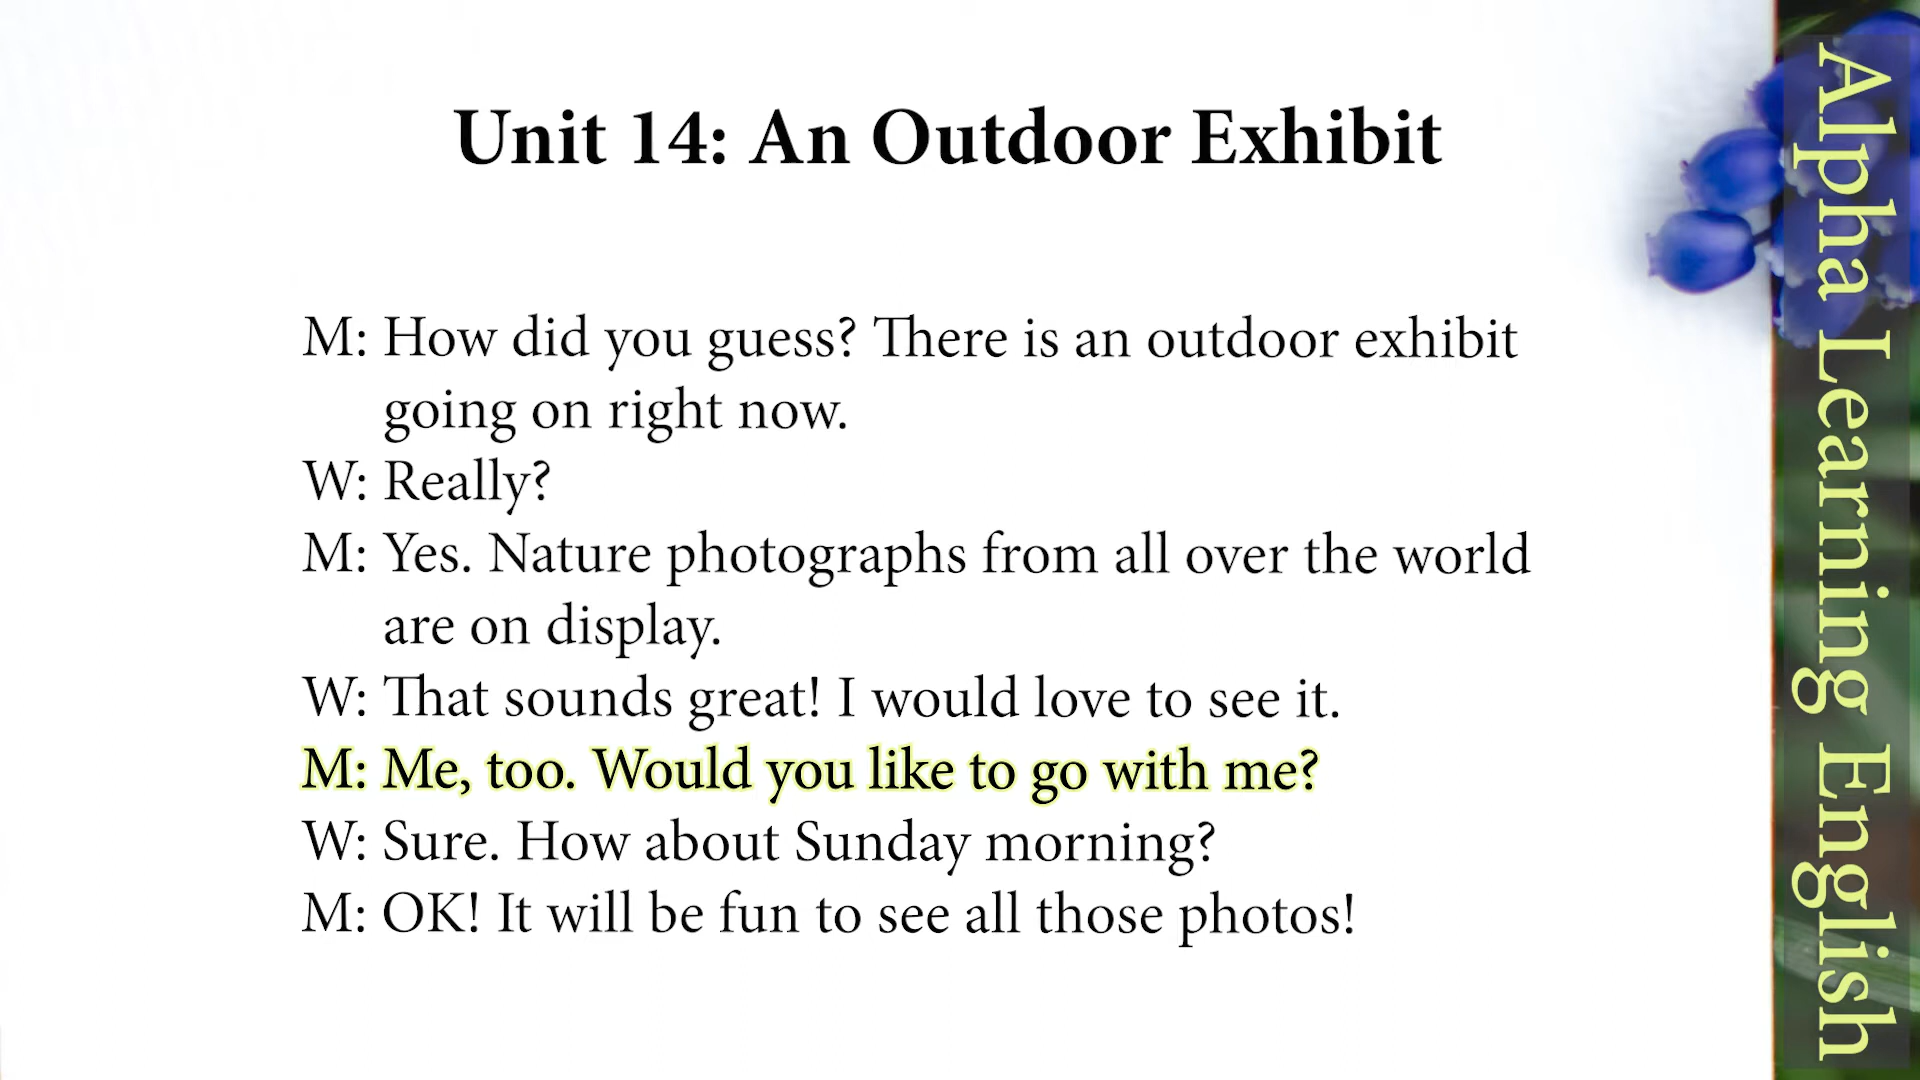 Unit 14: An Outdoor Exhibit
M: How did you guess? There is an outdoor exhibit
going on right now.
W: Really?
M: Yes. Nature photographs from all over the world
are on display.
W: That sounds great! I would love to see it.
M: Me, too. Would you like to go with me?
W: Sure. How about Sunday morning?
M: OK! It will be fun to see all those photos!
Alpha Learning English